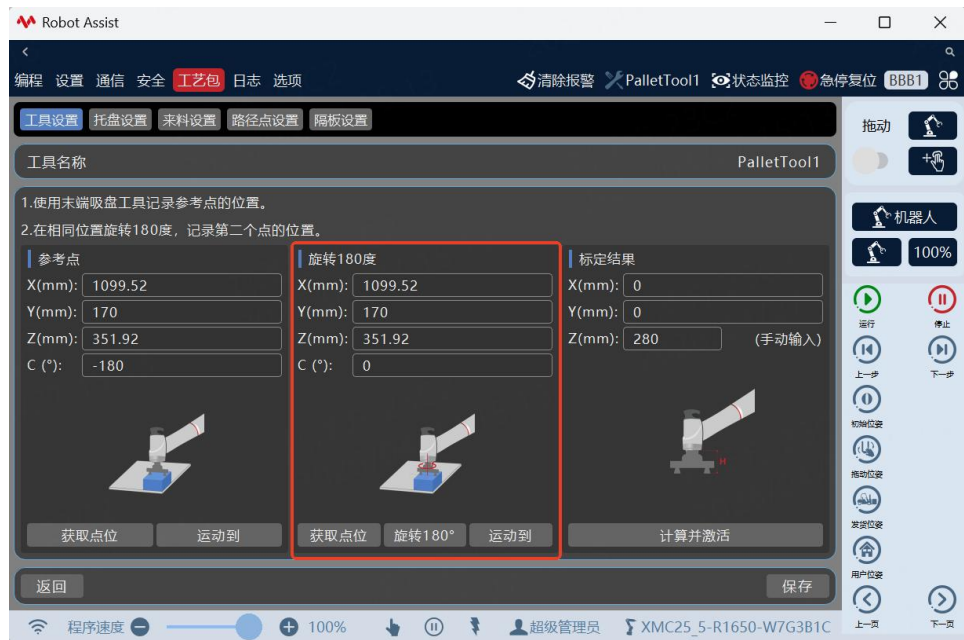 Robot Assist
编程 设置 通信 安全 工艺包 日志 选项 清除报警 PalletTool1 状态监控 急停复位 BBB1
工具设置 托盘设置 来料设置 路径点设置 隔板设置
工具名称 PalletTool1
1.使用末端吸盘工具记录参考点的位置。
2.在相同位置旋转180度，记录第二个点的位置。
参考点 旋转180度 标定结果
X(mm): 1099.52 X(mm): 1099.52 X(mm): 0
Y(mm): 170 Y(mm): 170 Y(mm): 0
Z(mm): 351.92 Z(mm): 351.92 Z(mm): 280 (手动输入)
C (°): -180 C (°): 0
H
获取点位 运动到 获取点位 旋转180° 运动到 计算并激活
返回 保存
程序速度 100% 超级管理员 XMC25_5-R1650-W7G3B1C
拖动
机器人
100%
运行 停止
上一步 下一步
初始位姿
拖动位姿
发货位姿
用户位姿
上一页 下一页